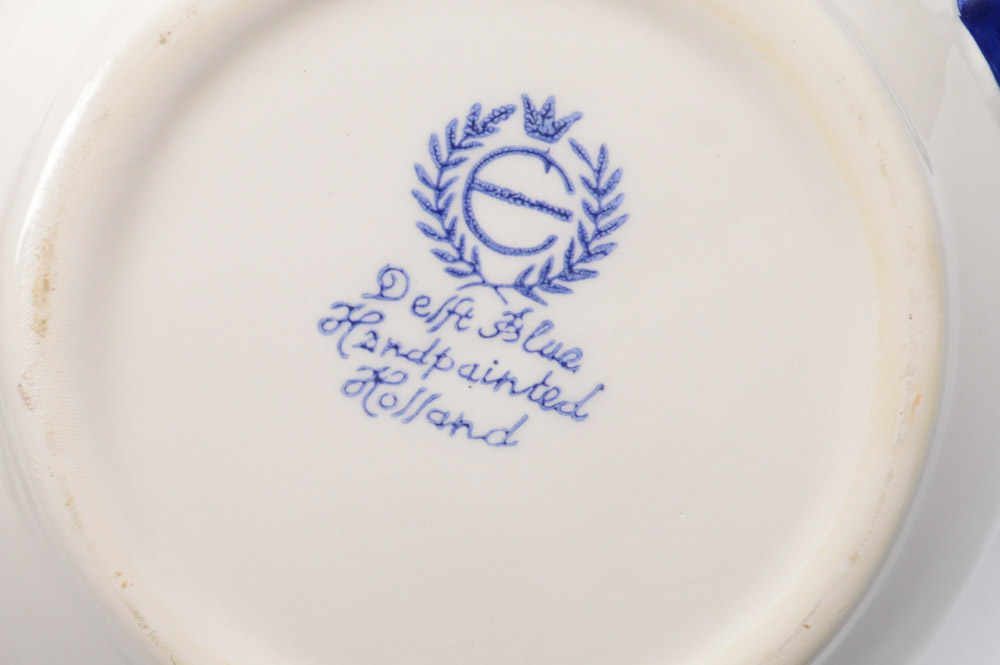 E
Delft Blue
Handpainted
Holland